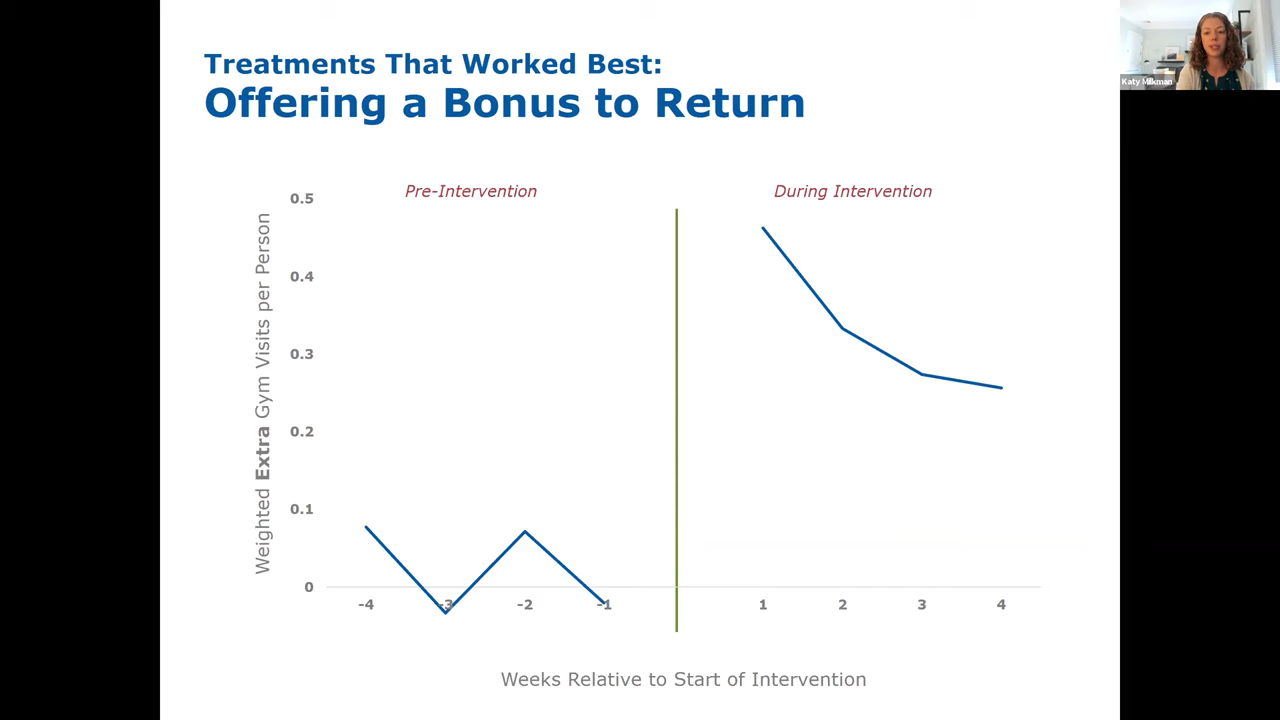 Treatments That Worked Best:
Offering a Bonus to Return
Katy Milkman
Pre-Intervention
During Intervention
Weighted Extra Gym Visits per Person
0.5
0.4
0.3
0.2
0.1
0
-4
-3
-2
-1
1
2
3
4
Weeks Relative to Start of Intervention